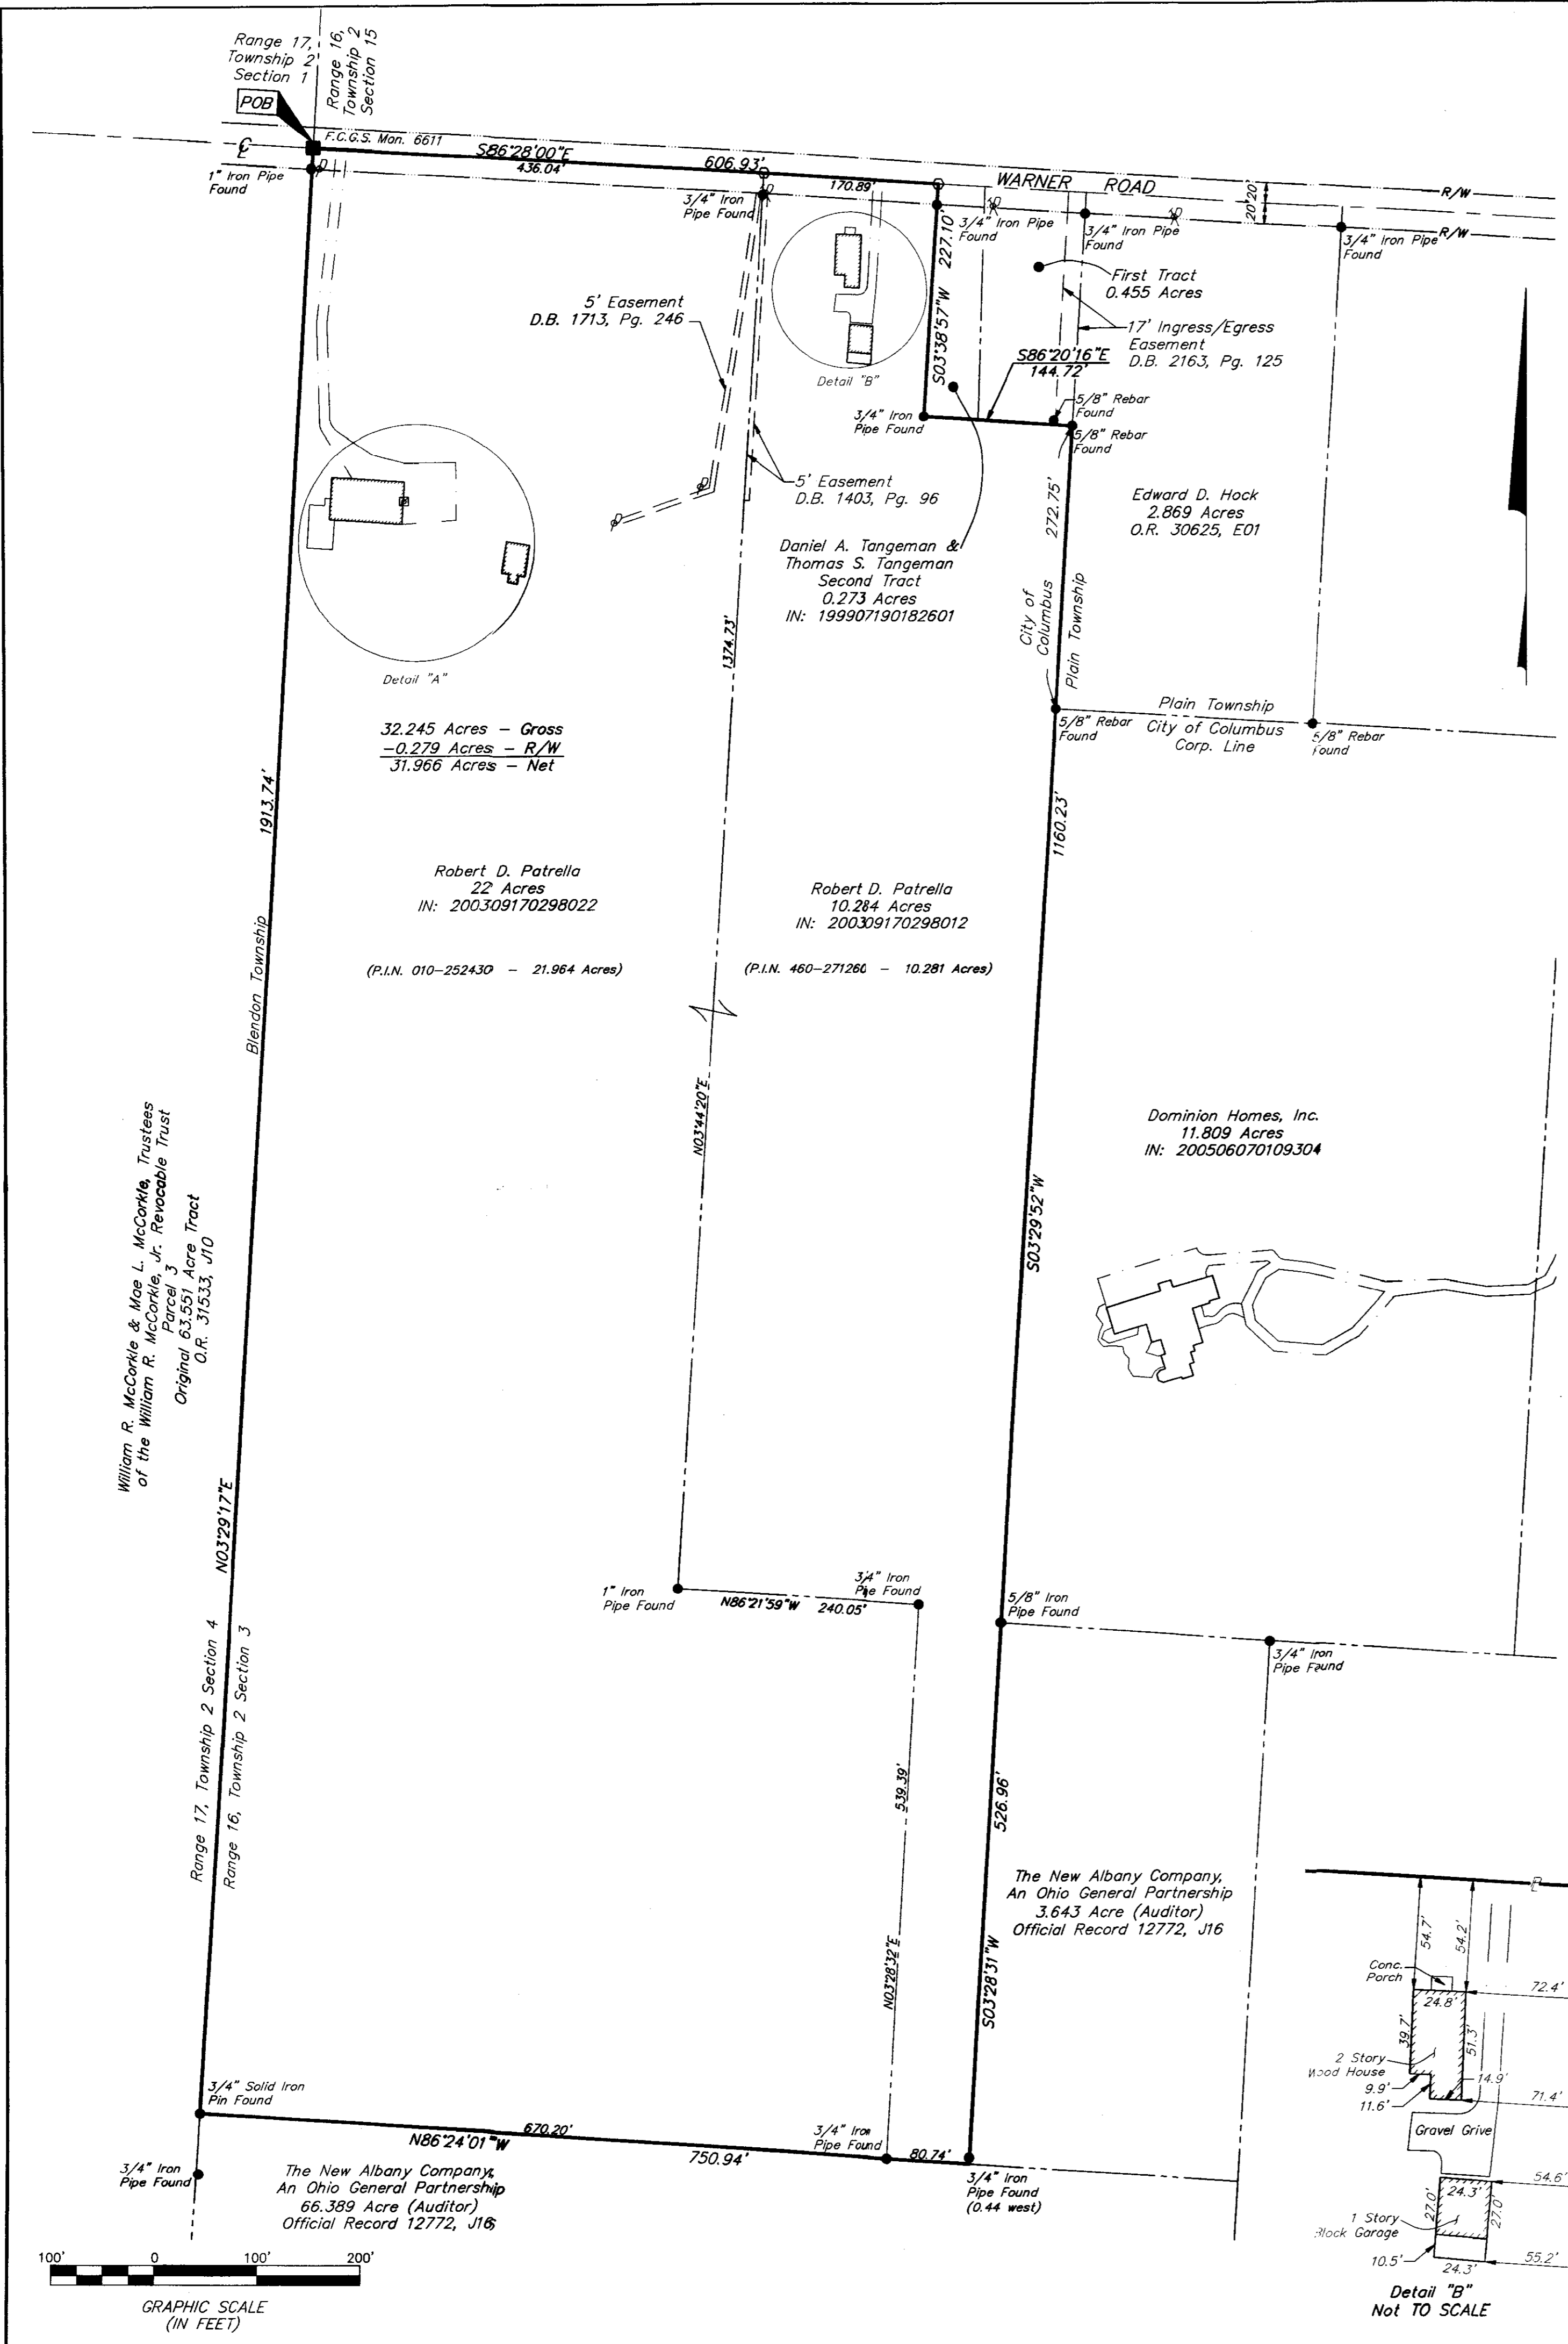 Range 17,
Township 2
Section 1
Range 16,
Township 2
Section 15
POB
F.C.G.S. Mon. 6611
S86°28'00"E
606.93'
436.04'
170.89'
WARNER ROAD
R/W
20' 20'
R/W
1" Iron Pipe
Found
3/4" Iron
Pipe Found
3/4" Iron Pipe
Found
3/4" Iron Pipe
Found
3/4" Iron Pipe
Found
227.10'
S03°38'57"W
First Tract
0.455 Acres
17' Ingress/Egress
Easement
D.B. 2163, Pg. 125
5' Easement
D.B. 1713, Pg. 246
Detail "B"
S86°20'16"E
144.72'
3/4" Iron
Pipe Found
5/8" Rebar
Found
5/8" Rebar
Found
5' Easement
D.B. 1403, Pg. 96
272.75'
Edward D. Hock
2.869 Acres
O.R. 30625, E01
Daniel A. Tangeman &
Thomas S. Tangeman
Second Tract
0.273 Acres
IN: 199907190182601
City of
Columbus
Plain Township
1374.73'
Detail "A"
Plain Township
City of Columbus
Corp. Line
5/8" Rebar
Found
5/8" Rebar
Found
32.245 Acres – Gross
–0.279 Acres – R/W
31.966 Acres – Net
1913.74'
1160.23'
Robert D. Patrella
22 Acres
IN: 200309170298022
Robert D. Patrella
10.284 Acres
IN: 200309170298012
Blendon Township
(P.I.N. 010–252430 – 21.964 Acres)
(P.I.N. 460–271260 – 10.281 Acres)
N03°44'20"E
Dominion Homes, Inc.
11.809 Acres
IN: 200506070109304
S03°29'52"W
William R. McCorkle & Mae L. McCorkle, Trustees
of the William R. McCorkle, Jr. Revocable Trust
Parcel 3
Original 63.551 Acre Tract
O.R. 31533, J10
N03°29'17"E
1" Iron
Pipe Found
N86°21'59"W 240.05'
3/4" Iron
Pipe Found
5/8" Iron
Pipe Found
3/4" Iron
Pipe Found
Range 17, Township 2 Section 4
Range 16, Township 2 Section 3
539.39'
526.96'
The New Albany Company,
An Ohio General Partnership
3.643 Acre (Auditor)
Official Record 12772, J16
N03°28'32"E
S03°28'31"W
3/4" Solid Iron
Pin Found
670.20'
N86°24'01"W
750.94'
3/4" Iron
Pipe Found
80.74'
3/4" Iron
Pipe Found
(0.44 west)
3/4" Iron
Pipe Found
The New Albany Company,
An Ohio General Partnership
66.389 Acre (Auditor)
Official Record 12772, J16
54.7'
54.2'
Conc.
Porch
72.4'
24.8'
39.7'
51.3'
2 Story
Wood House
9.9'
11.6'
14.9'
71.4'
Gravel Grive
54.6'
24.3'
27.0'
27.0'
1 Story
Block Garage
10.5'
24.3'
55.2'
Detail "B"
Not TO SCALE
100' 0 100' 200'
GRAPHIC SCALE
(IN FEET)